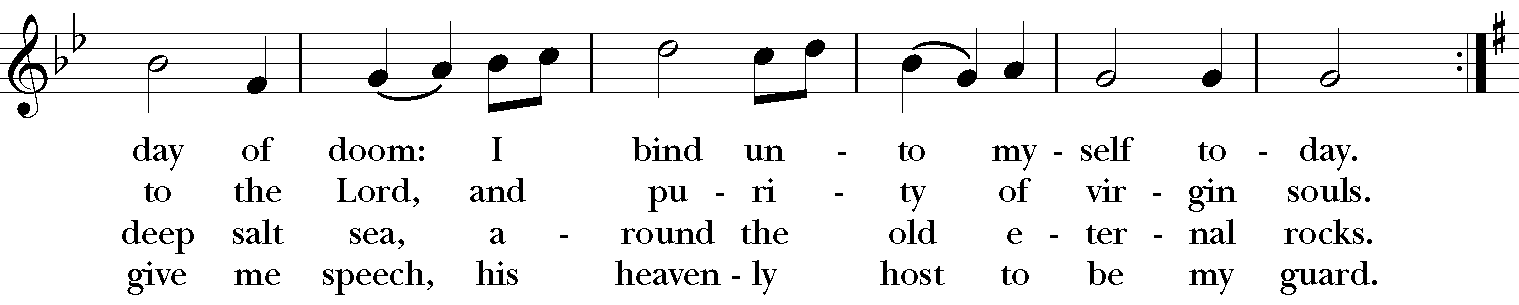 day of doom: I bind un - to my - self to - day.
to the Lord, and pu - ri - ty of vir - gin souls.
deep salt sea, a - round the old e - ter - nal rocks.
give me speech, his heaven - ly host to be my guard.